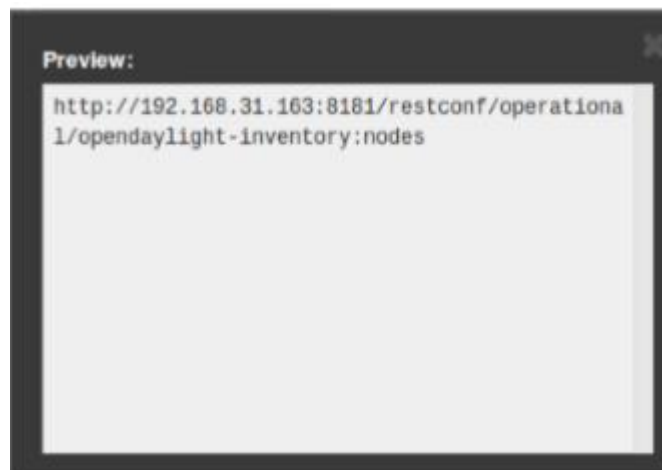 Preview:
http://192.168.31.163:8181/restconf/operationa
l/opendaylight-inventory:nodes